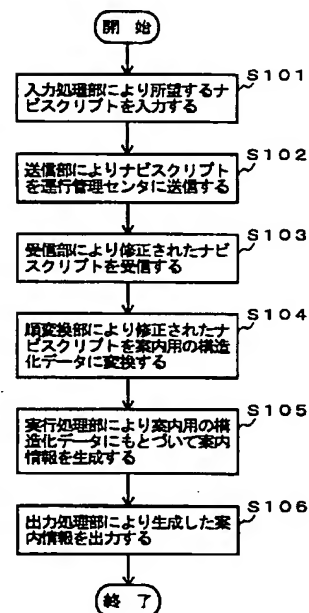 開 始
S101
入力処理部により所望するナ
ビスクリプトを入力する
S102
送信部によりナビスクリプト
を運行管理センタに送信する
S103
受信部により修正されたナビ
スクリプトを受信する
S104
順変換部により修正されたナ
ビスクリプトを案内用の構造
化データに変換する
S105
実行処理部により案内用の構
造化データにもとづいて案内
情報を生成する
S106
出力処理部により生成した案
内情報を出力する
終 了